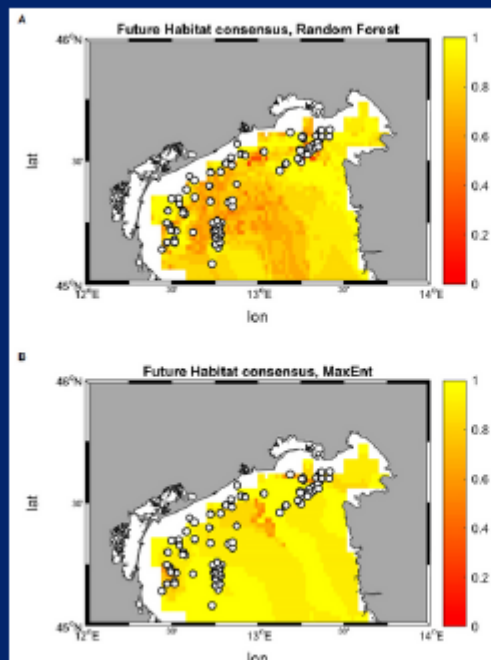 A
Future Habitat consensus, Random Forest
46°N
1
0.8
lat
30'
0.6
0.4
0.2
45°N
0
12°E
30'
13°E
30'
14°E
lon
B
Future Habitat consensus, MaxEnt
46°N
1
0.8
lat
30'
0.6
0.4
0.2
45°N
0
12°E
30'
13°E
30'
14°E
lon